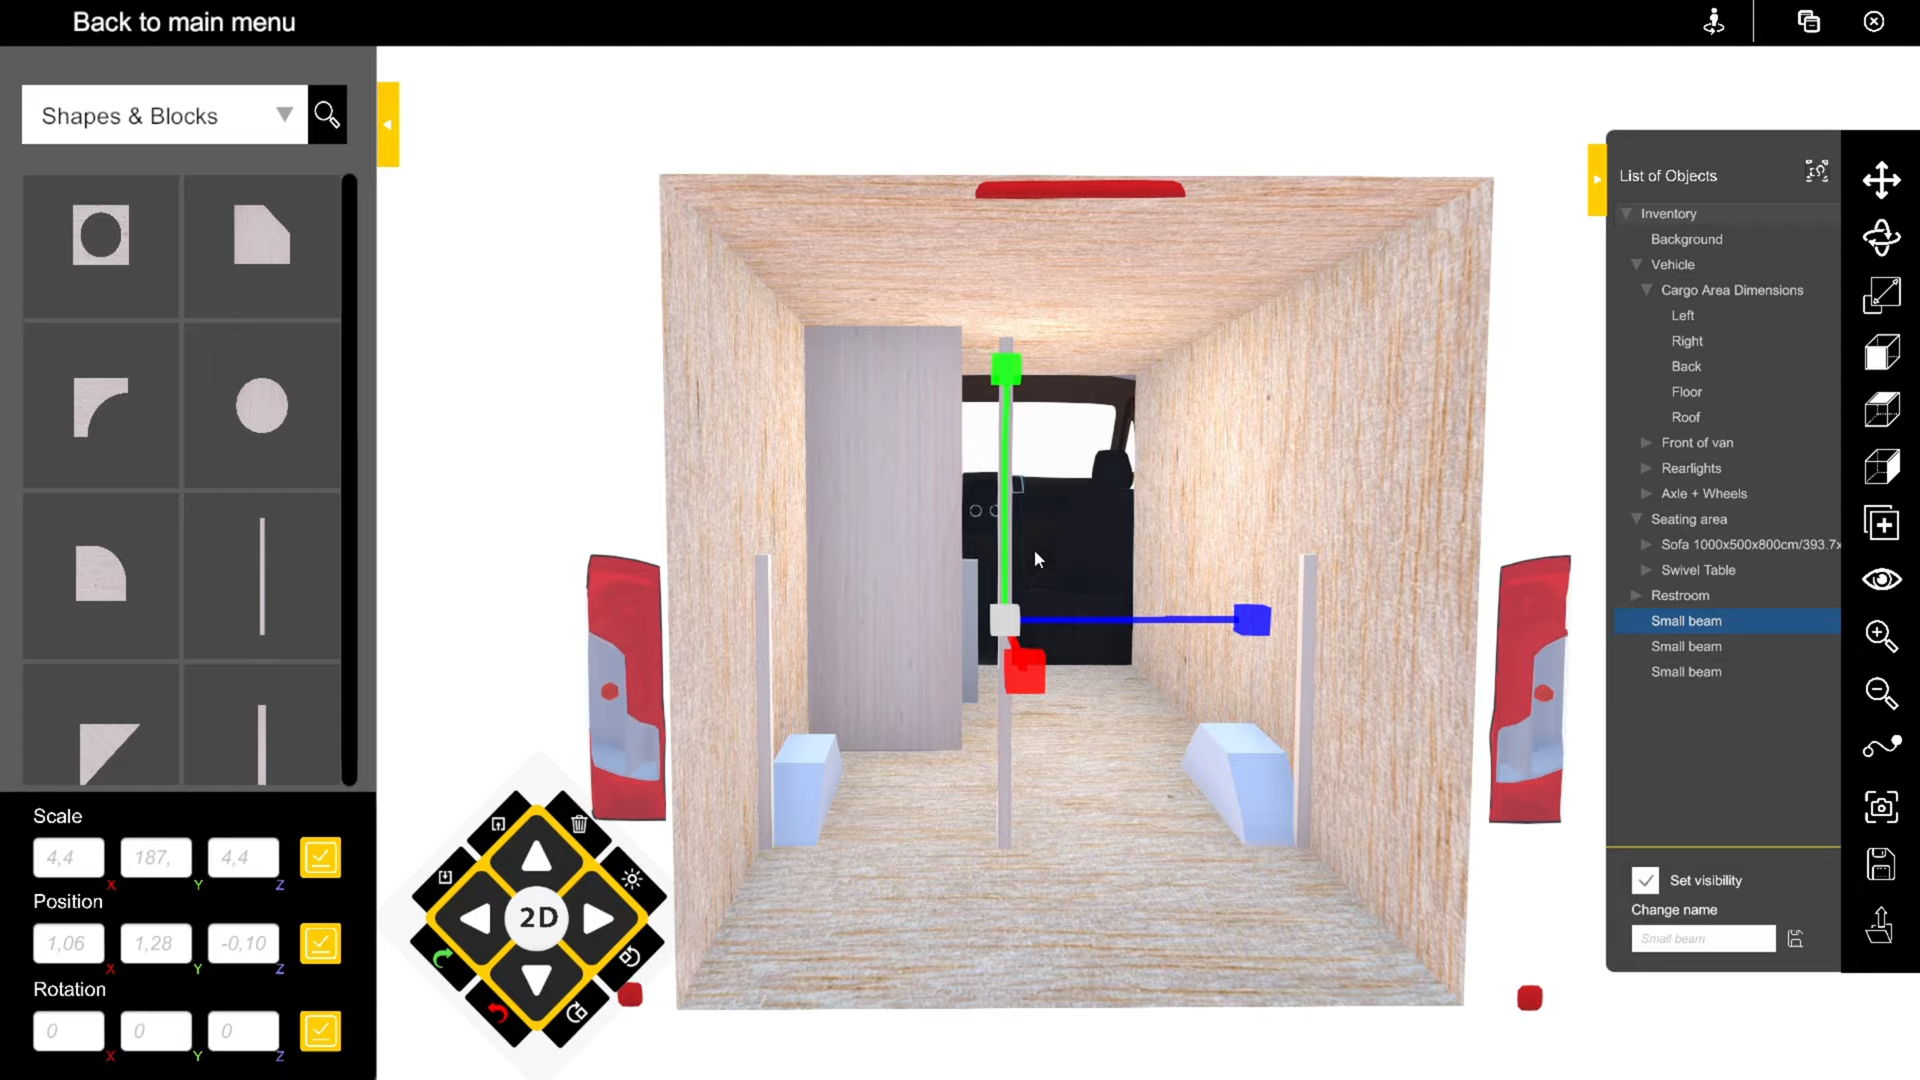 Back to main menu
Shapes & Blocks
List of Objects
Inventory
Background
Vehicle
Cargo Area Dimensions
Left
Right
Back
Floor
Roof
Front of van
Rearlights
Axle + Wheels
Seating area
Sofa 1000x500x800cm/393.7x
Swivel Table
Restroom
Small beam
Small beam
Small beam
Scale
4,4 187, 4,4
X Y Z
Position
1,06 1,28 -0,10
X Y Z
Rotation
0 0 0
X Y Z
2D
Set visibility
Change name
Small beam